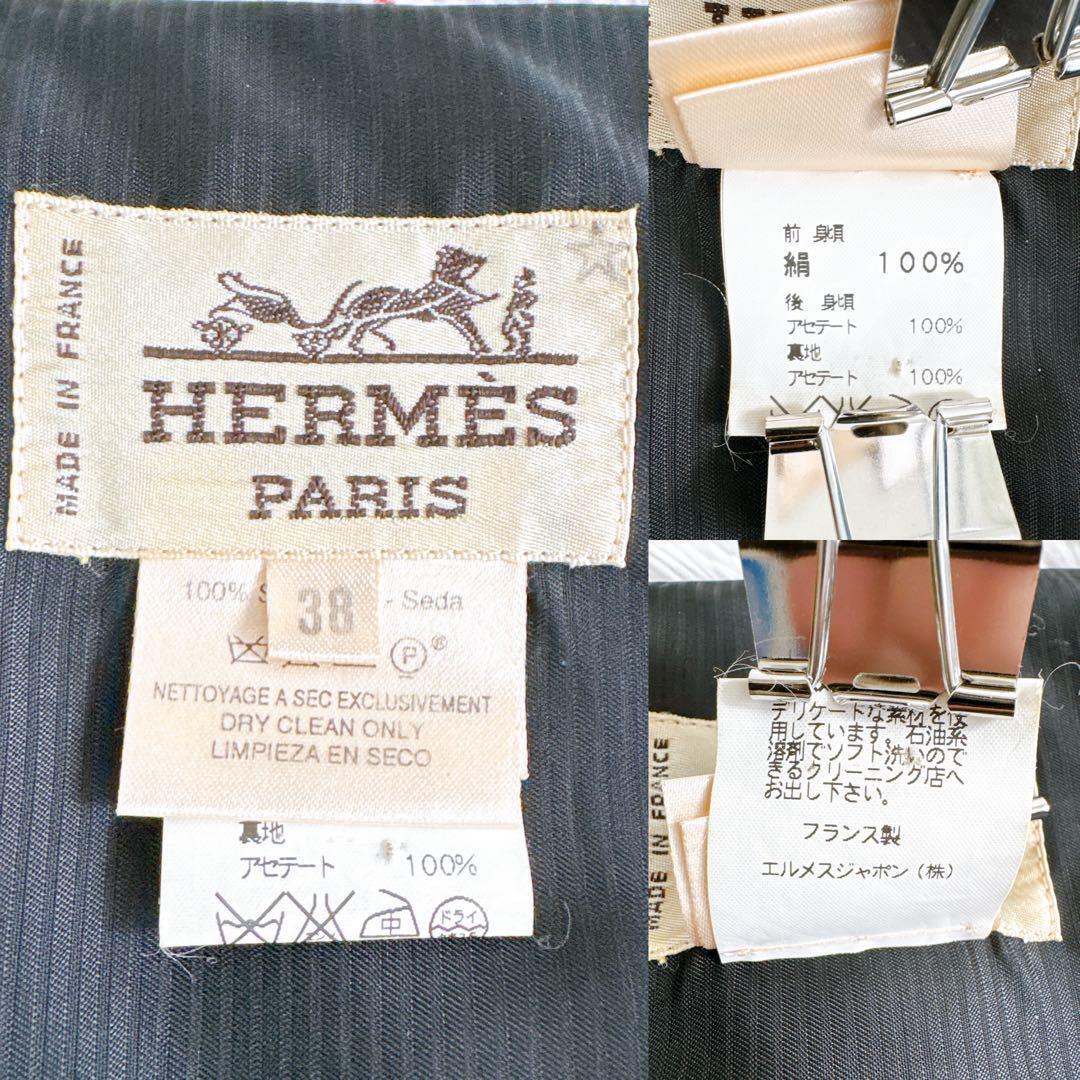 MADE IN FRANCE
HERMÈS
PARIS
100% - Seda
38
P®
NETTOYAGE A SEC EXCLUSIVEMENT
DRY CLEAN ONLY
LIMPIEZA EN SECO
裏地
アセテート 100%
中 ドライ
前 身頃
絹 100%
後 身頃
アセテート 100%
裏地
アセテート 100%
デリケートな素材を使
用しています。石油系
溶剤でソフト洗いので
きるクリーニング店へ
お出し下さい。
フランス製
エルメスジャポン(株)
MADE IN FRANCE